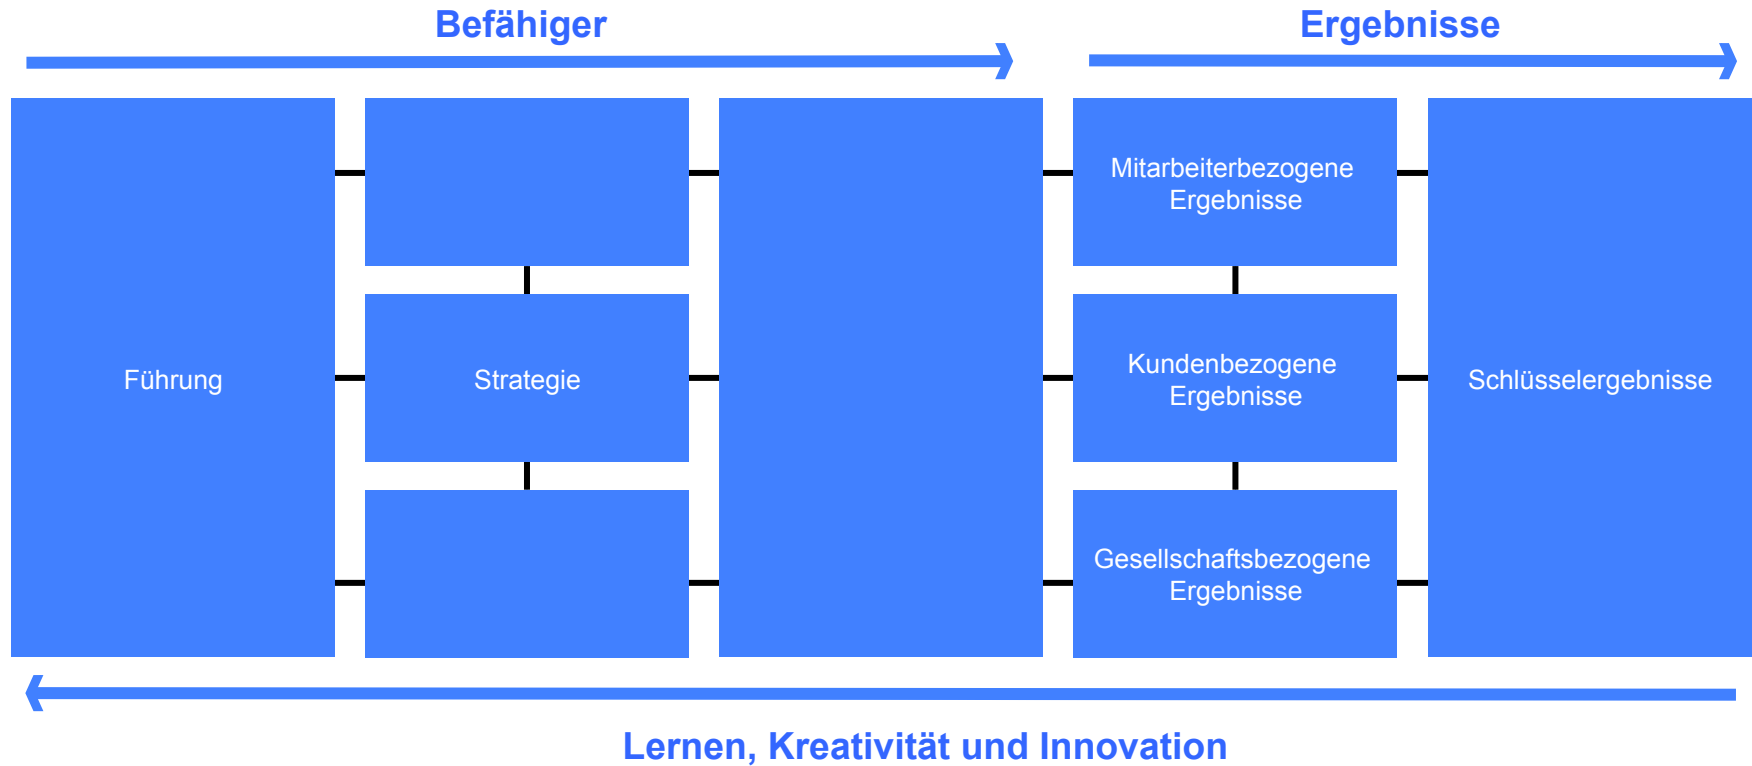 Befähiger
Ergebnisse
Führung
Strategie
Mitarbeiterbezogene
Ergebnisse
Kundenbezogene
Ergebnisse
Gesellschaftsbezogene
Ergebnisse
Schlüsselergebnisse
Lernen, Kreativität und Innovation